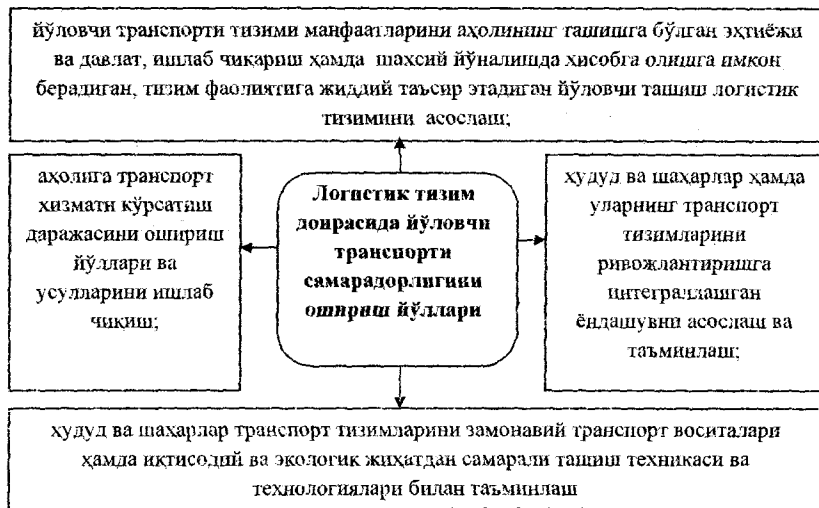 йўловчи транспорти тизими манфаатларини аҳолининг ташишга бўлган эҳтиёжи
ва давлат, ишлаб чиқариш ҳамда шахсий йўналишда хисобга олишга имкон
берадиган, тизим фаолиятига жиддий таъсир этадиган йўловчи ташиш логистик
тизимини асослаш;
аҳолига транспорт
хизмати кўрсатиш
даражасини ошириш
йўллари ва
усулларини ишлаб
чиқиш;
Логистик тизим
доирасида йўловчи
транспорти
самарадорлигини
ошириш йўллари
ҳудуд ва шаҳарлар ҳамда
уларнинг транспорт
тизимларини
ривожлантиришга
интеграллашган
ёндашувни асослаш ва
таъминлаш;
ҳудуд ва шаҳарлар транспорт тизимларини замонавий транспорт воситалари
ҳамда иқтисодий ва экологик жиҳатдан самарали ташиш техникаси ва
технологиялари билан таъминлаш